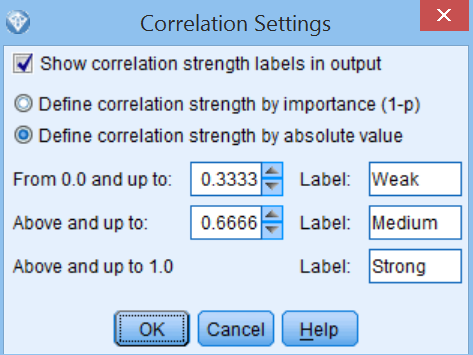 Correlation Settings
Show correlation strength labels in output
Define correlation strength by importance (1-p)
Define correlation strength by absolute value
From 0.0 and up to: 0.3333 Label: Weak
Above and up to: 0.6666 Label: Medium
Above and up to 1.0 Label: Strong
OK Cancel Help